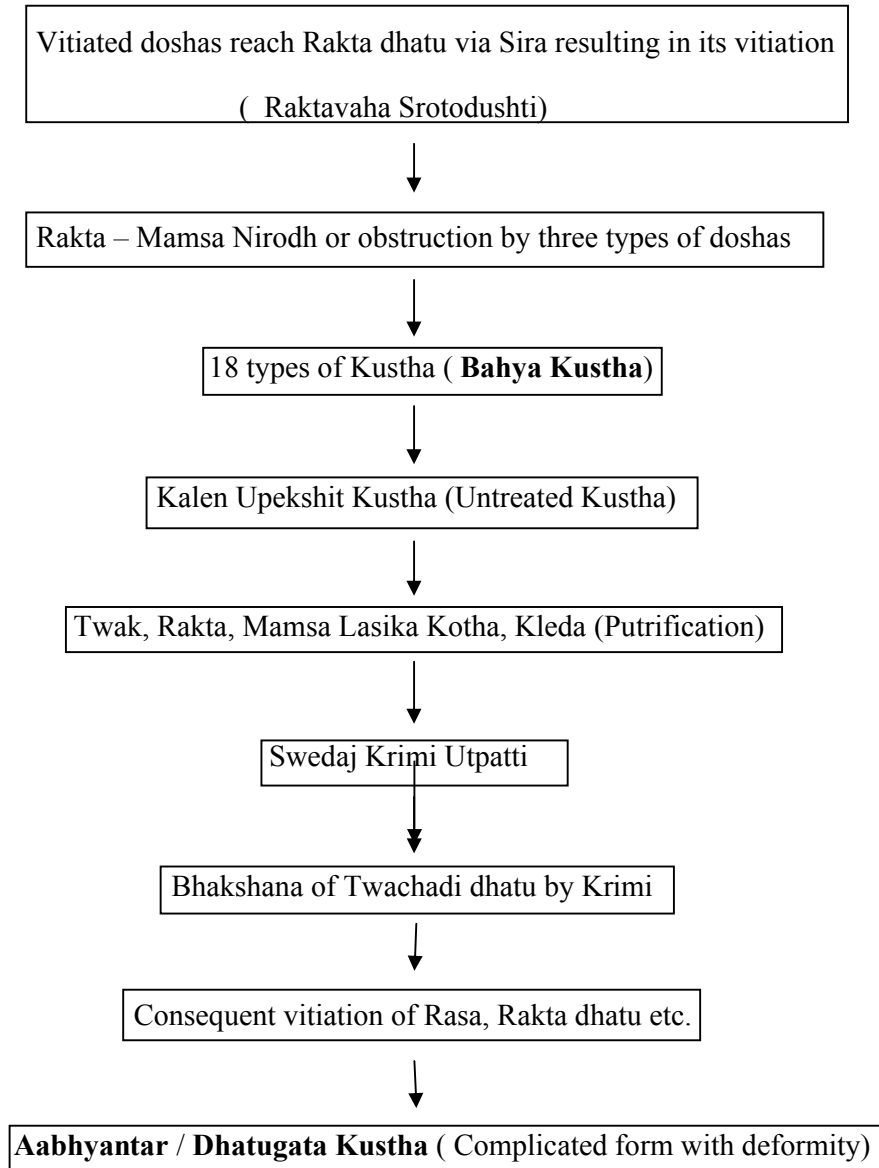 Vitiated doshas reach Rakta dhatu via Sira resulting in its vitiation
( Raktavaha Srotodushti)
Rakta – Mamsa Nirodh or obstruction by three types of doshas
18 types of Kustha ( Bahya Kustha)
Kalen Upekshit Kustha (Untreated Kustha)
Twak, Rakta, Mamsa Lasika Kotha, Kleda (Putrification)
Swedaj Krimi Utpatti
Bhakshana of Twachadi dhatu by Krimi
Consequent vitiation of Rasa, Rakta dhatu etc.
Aabhyantar / Dhatugata Kustha ( Complicated form with deformity)